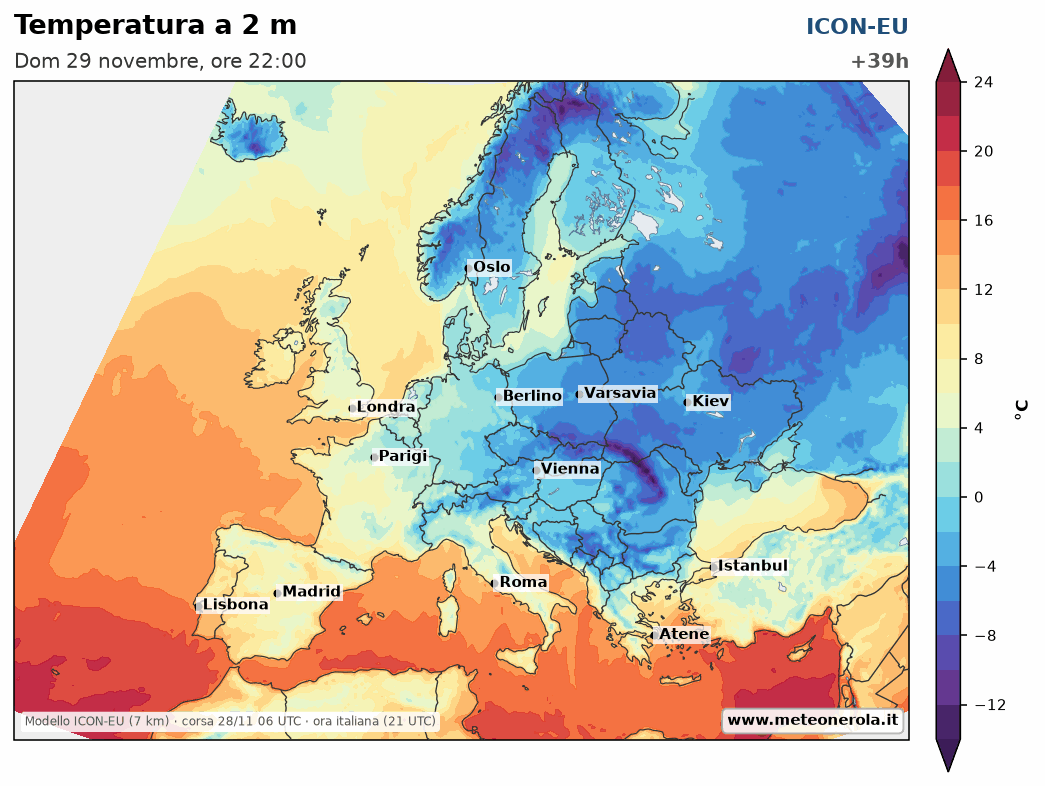 Temperatura a 2 m
ICON-EU
Dom 29 novembre, ore 22:00
+39h
24
20
16
12
8
4
0
−4
−8
−12
°C
Oslo
Berlino
Varsavia
Kiev
Londra
Parigi
Vienna
Istanbul
Roma
Madrid
Lisbona
Atene
Modello ICON-EU (7 km) · corsa 28/11 06 UTC · ora italiana (21 UTC)
www.meteonerola.it